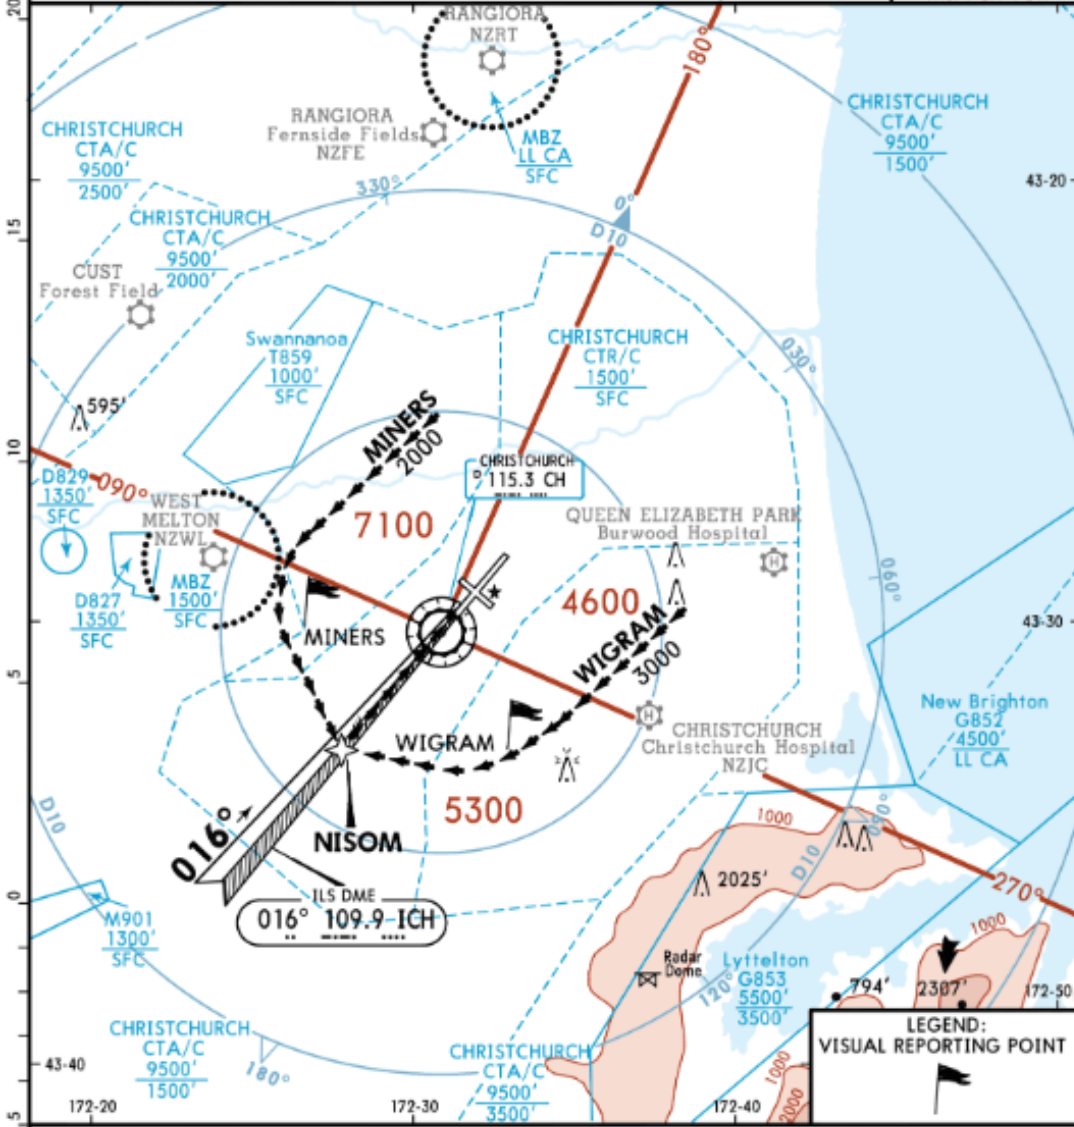 20
RANGIORA
NZRT
180°
RANGIORA
Fernside Fields
NZFE
MBZ
LL CA
SFC
CHRISTCHURCH
CTA/C
9500'
1500'
CHRISTCHURCH
CTA/C
9500'
2500'
43-20
330°
0°
D10
15
CHRISTCHURCH
CTA/C
9500'
2000'
CUST
Forest Field
Swannanoa
T859
1000'
SFC
CHRISTCHURCH
CTR/C
1500'
SFC
030°
595'
MINERS
2000
10
CHRISTCHURCH
115.3 CH
D829
1350'
SFC
090°
WEST
MELTON
NZWL
7100
QUEEN ELIZABETH PARK
Burwood Hospital
060°
MBZ
1500'
SFC
D827
1350'
SFC
4600
MINERS
WIGRAM
3000
43-30
5
New Brighton
G852
4500'
LL CA
WIGRAM
CHRISTCHURCH
Christchurch Hospital
NZJC
5300
D10
016°
NISOM
1000
090°
D10
ILS DME
016° 109.9 ICH
2025'
270°
0
M901
1300'
SFC
1000
Radar
Dome
Lyttelton
G853
5500'
3500'
120°
794'
2307'
172-50
CHRISTCHURCH
CTA/C
9500'
1500'
LEGEND:
VISUAL REPORTING POINT
43-40
180°
CHRISTCHURCH
CTA/C
9500'
3500'
1000
2000
5
172-20
172-30
172-40